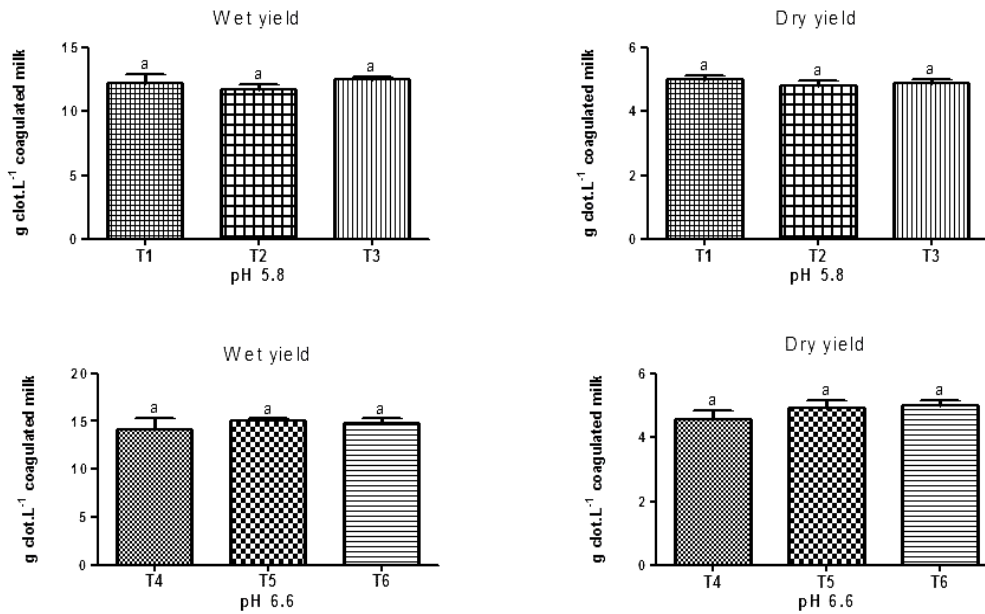 Wet yield
g clot.L⁻¹ coagulated milk
15
10
5
0
a
a
a
T1
T2
T3
pH 5.8
Dry yield
g clot.L⁻¹ coagulated milk
6
4
2
0
a
a
a
T1
T2
T3
pH 5.8
Wet yield
g clot.L⁻¹ coagulated milk
20
15
10
5
0
a
a
a
T4
T5
T6
pH 6.6
Dry yield
g clot.L⁻¹ coagulated milk
6
4
2
0
a
a
a
T4
T5
T6
pH 6.6